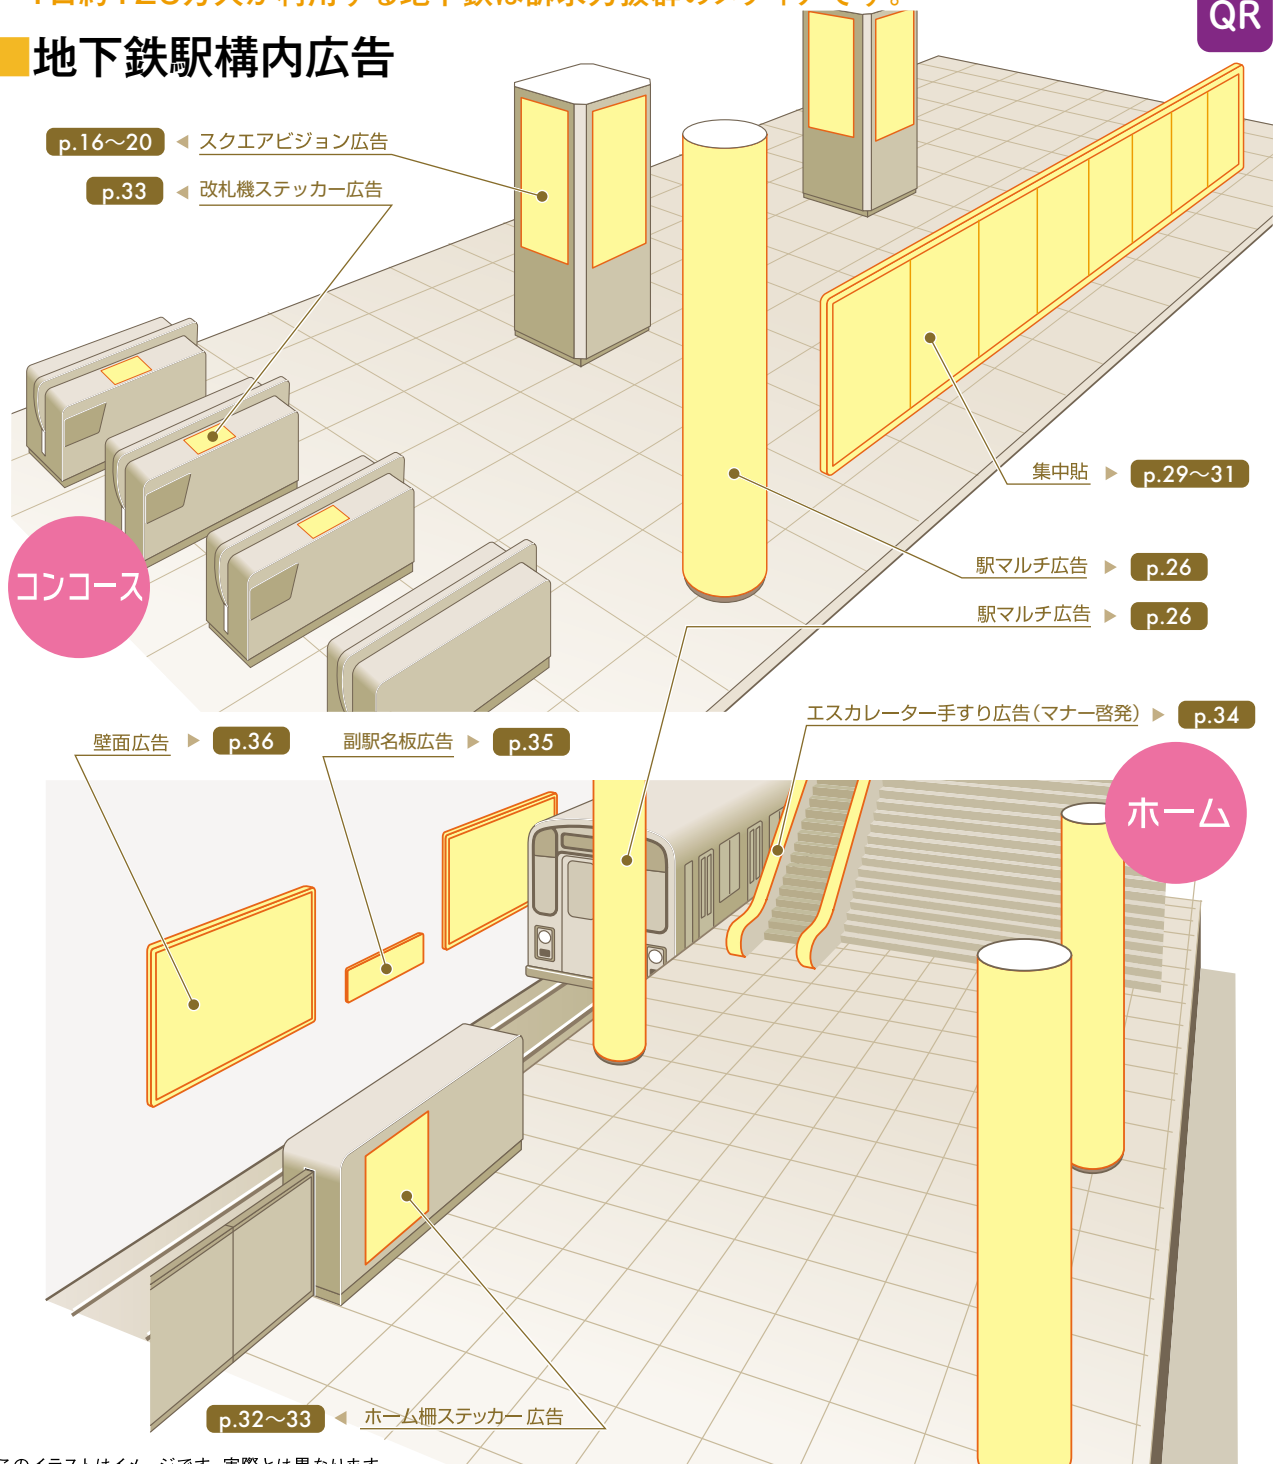 QR
■地下鉄駅構内広告
p.16～20 ◀ スクエアビジョン広告
p.33 ◀ 改札機ステッカー広告
集中貼 ▶ p.29～31
駅マルチ広告 ▶ p.26
コンコース
駅マルチ広告 ▶ p.26
エスカレーター手すり広告（マナー啓発） ▶ p.34
壁面広告 ▶ p.36
副駅名板広告 ▶ p.35
ホーム
p.32～33 ◀ ホーム柵ステッカー広告